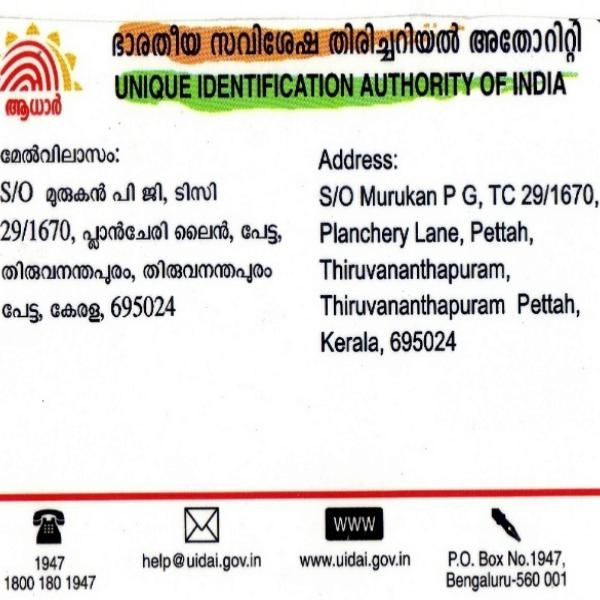 ഭാരതീയ സവിശേഷ തിരിച്ചറിയൽ അതോറിറ്റി
UNIQUE IDENTIFICATION AUTHORITY OF INDIA
ആധാർ
മേൽവിലാസം:
S/O മുരുകൻ പി ജി, ടിസി
29/1670, പ്ലാൻചേരി ലൈൻ, പേട്ട,
തിരുവനന്തപുരം, തിരുവനന്തപുരം
പേട്ട, കേരള, 695024
Address:
S/O Murukan P G, TC 29/1670,
Planchery Lane, Pettah,
Thiruvananthapuram,
Thiruvananthapuram Pettah,
Kerala, 695024
1947
1800 180 1947
help@uidai.gov.in
www
www.uidai.gov.in
P.O. Box No.1947,
Bengaluru-560 001